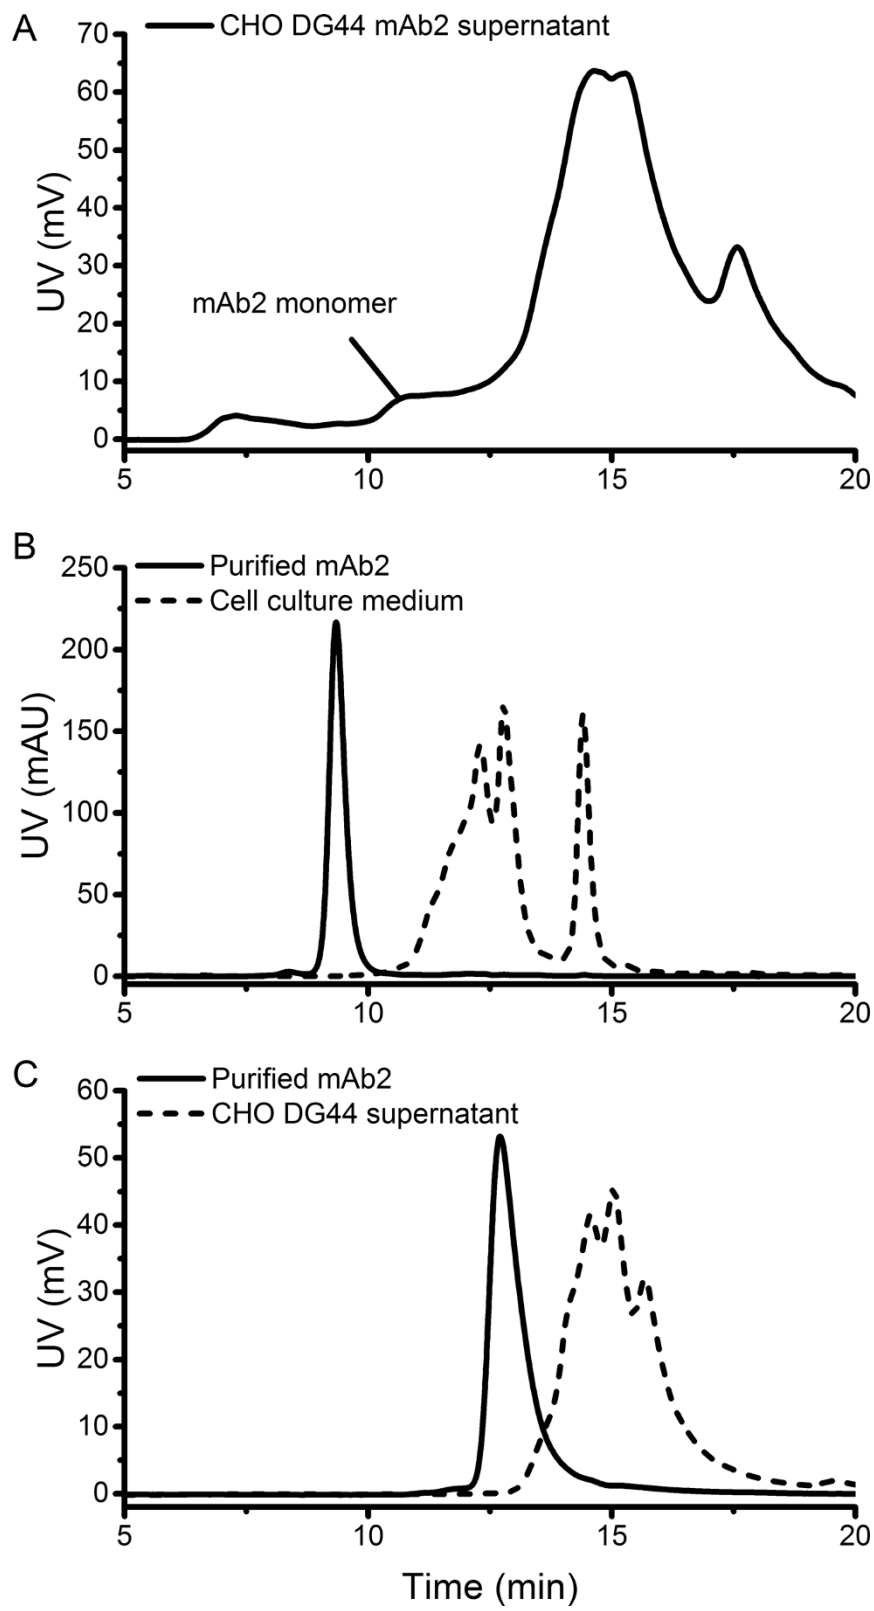 A
CHO DG44 mAb2 supernatant
70
60
50
40
30
20
10
0
UV (mV)
mAb2 monomer
5
10
15
20
B
Purified mAb2
Cell culture medium
250
200
150
100
50
0
UV (mAU)
5
10
15
20
C
Purified mAb2
CHO DG44 supernatant
60
50
40
30
20
10
0
UV (mV)
5
10
15
20
Time (min)